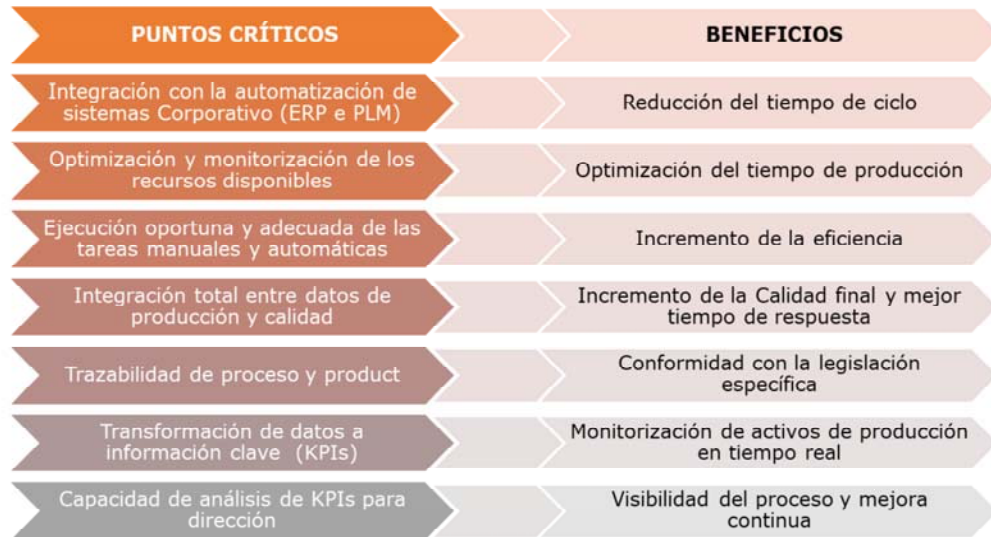 PUNTOS CRÍTICOS
BENEFICIOS
Integración con la automatización de
sistemas Corporativo (ERP e PLM)
Reducción del tiempo de ciclo
Optimización y monitorización de los
recursos disponibles
Optimización del tiempo de producción
Ejecución oportuna y adecuada de las
tareas manuales y automáticas
Incremento de la eficiencia
Integración total entre datos de
producción y calidad
Incremento de la Calidad final y mejor
tiempo de respuesta
Trazabilidad de proceso y product
Conformidad con la legislación
específica
Transformación de datos a
información clave (KPIs)
Monitorización de activos de producción
en tiempo real
Capacidad de análisis de KPIs para
dirección
Visibilidad del proceso y mejora
continua